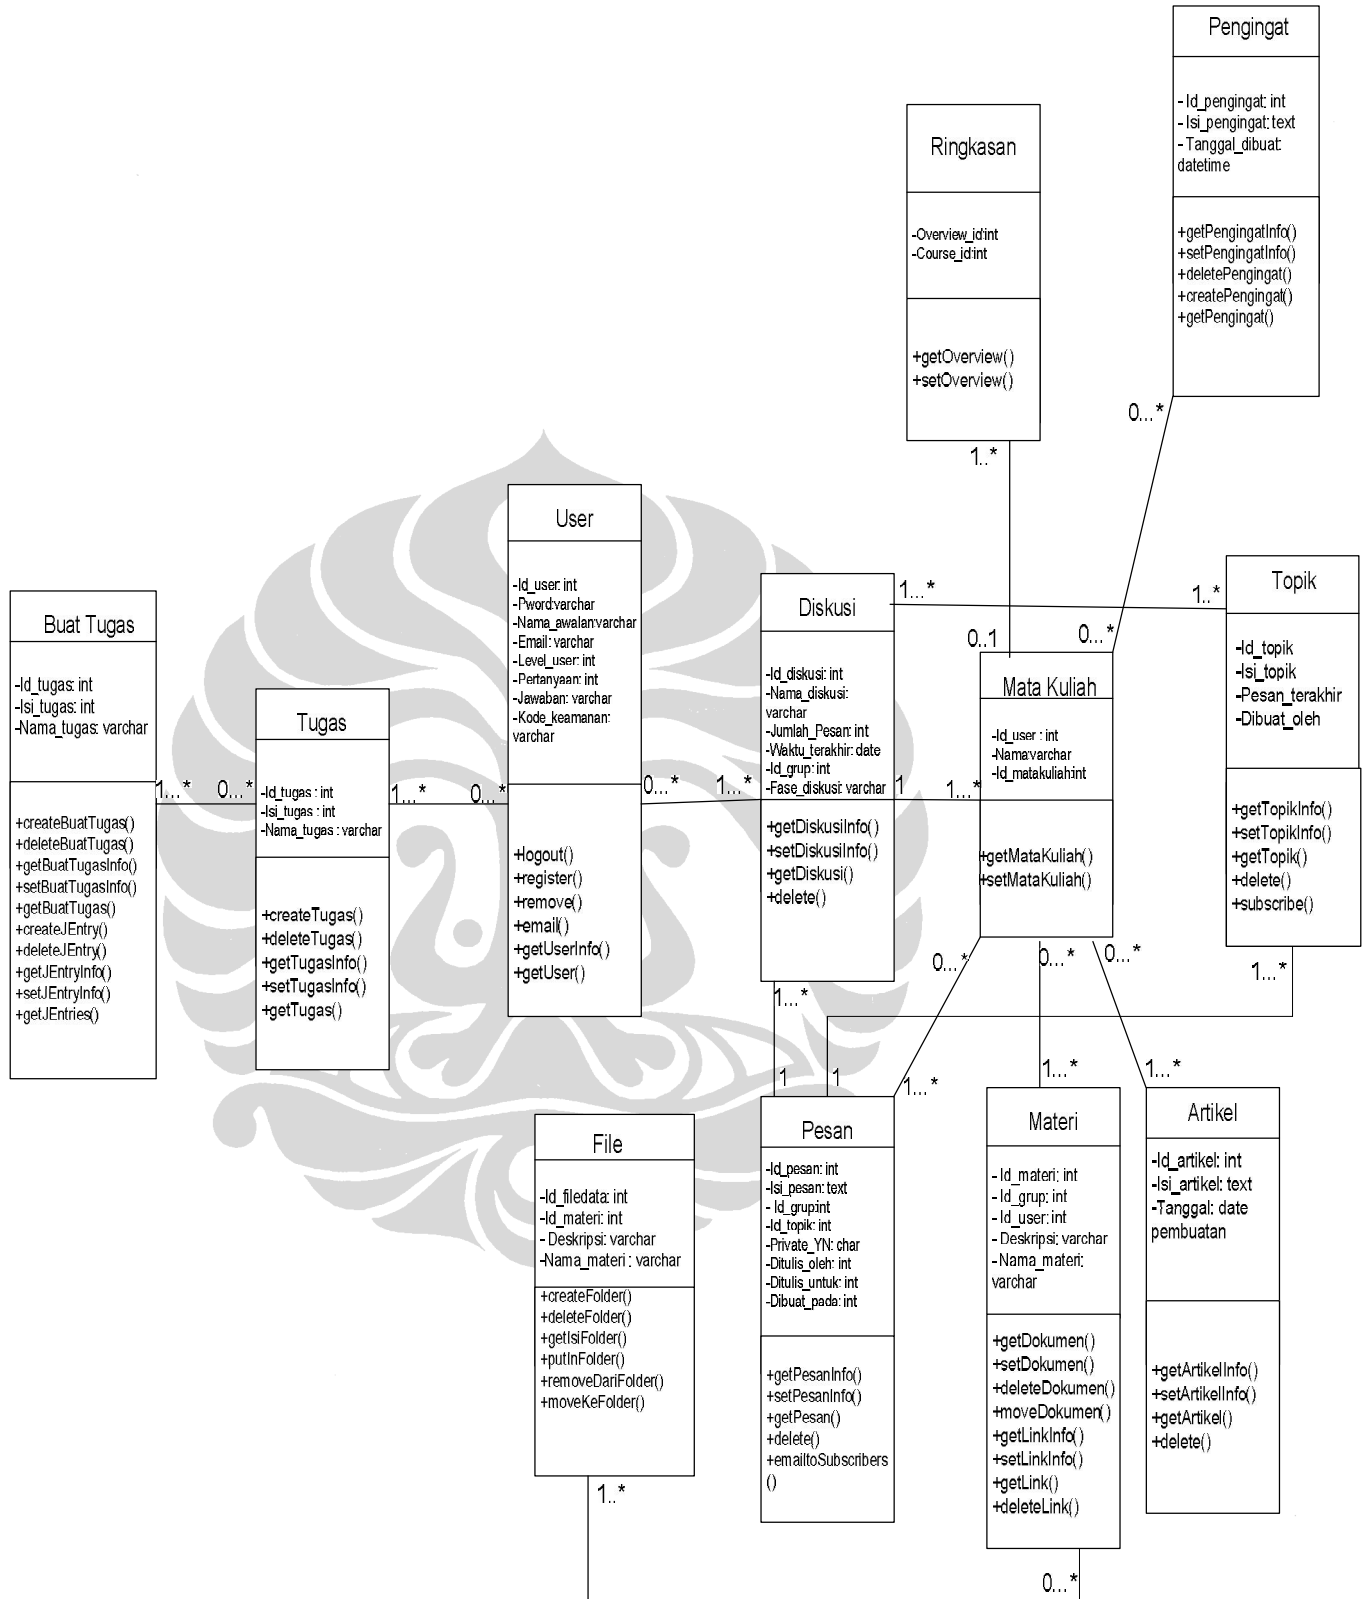 Pengingat
- Id_pengingat: int
- Isi_pengingat: text
- Tanggal_dibuat:
datetime
+getPengingatInfo()
+setPengingatInfo()
+deletePengingat()
+createPengingat()
+getPengingat()
0...*
Ringkasan
-Overview_id:int
-Course_id:int
+getOverview()
+setOverview()
1..*
User
-Id_user: int
-Pword:varchar
-Nama_awalan:varchar
-Email: varchar
-Level_user: int
-Pertanyaan: int
-Jawaban: varchar
-Kode_keamanan:
varchar
+logout()
+register()
+remove()
+email()
+getUserInfo()
+getUser()
0...*
0...*
Buat Tugas
-Id_tugas: int
-Isi_tugas: int
-Nama_tugas: varchar
+createBuatTugas()
+deleteBuatTugas()
+getBuatTugasInfo()
+setBuatTugasInfo()
+getBuatTugas()
+createJEntry()
+deleteJEntry()
+getJEntryInfo()
+setJEntryInfo()
+getJEntries()
1...*
0...*
Tugas
-Id_tugas : int
-Isi_tugas : int
-Nama_tugas : varchar
+createTugas()
+deleteTugas()
+getTugasInfo()
+setTugasInfo()
+getTugas()
1...*
Diskusi
-Id_diskusi: int
-Nama_diskusi:
varchar
-Jumlah_Pesan: int
-Waktu_terakhir: date
-Id_grup: int
-Fase_diskusi: varchar
+getDiskusiInfo()
+setDiskusiInfo()
+getDiskusi()
+delete()
1...*
1...*
1
1...*
1...*
Topik
-Id_topik
-Isi_topik
-Pesan_terakhir
-Dibuat_oleh
+getTopikInfo()
+setTopikInfo()
+getTopik()
+delete()
+subscribe()
1..*
1...*
0..1
0...*
Mata Kuliah
-Id_user : int
-Nama:varchar
-Id_matakuliah:int
+getMataKuliah()
+setMataKuliah()
0...*
0...*
0...*
File
-Id_filedata: int
-Id_materi: int
- Deskripsi: varchar
-Nama_materi : varchar
+createFolder()
+deleteFolder()
+getIsiFolder()
+putInFolder()
+removeDariFolder()
+moveKeFolder()
1..*
1
1
1...*
Pesan
-Id_pesan: int
-Isi_pesan: text
- Id_grup:int
-Id_topik: int
-Private_YN: char
-Ditulis_oleh: int
-Ditulis_untuk: int
-Dibuat_pada: int
+getPesanInfo()
+setPesanInfo()
+getPesan()
+delete()
+emailtoSubscribers
()
1...*
Materi
- Id_materi: int
- Id_grup: int
- Id_user: int
- Deskripsi: varchar
- Nama_materi:
varchar
+getDokumen()
+setDokumen()
+deleteDokumen()
+moveDokumen()
+getLinkInfo()
+setLinkInfo()
+getLink()
+deleteLink()
0...*
1...*
Artikel
-Id_artikel: int
-Isi_artikel: text
-Tanggal: date
pembuatan
+getArtikelInfo()
+setArtikelInfo()
+getArtikel()
+delete()